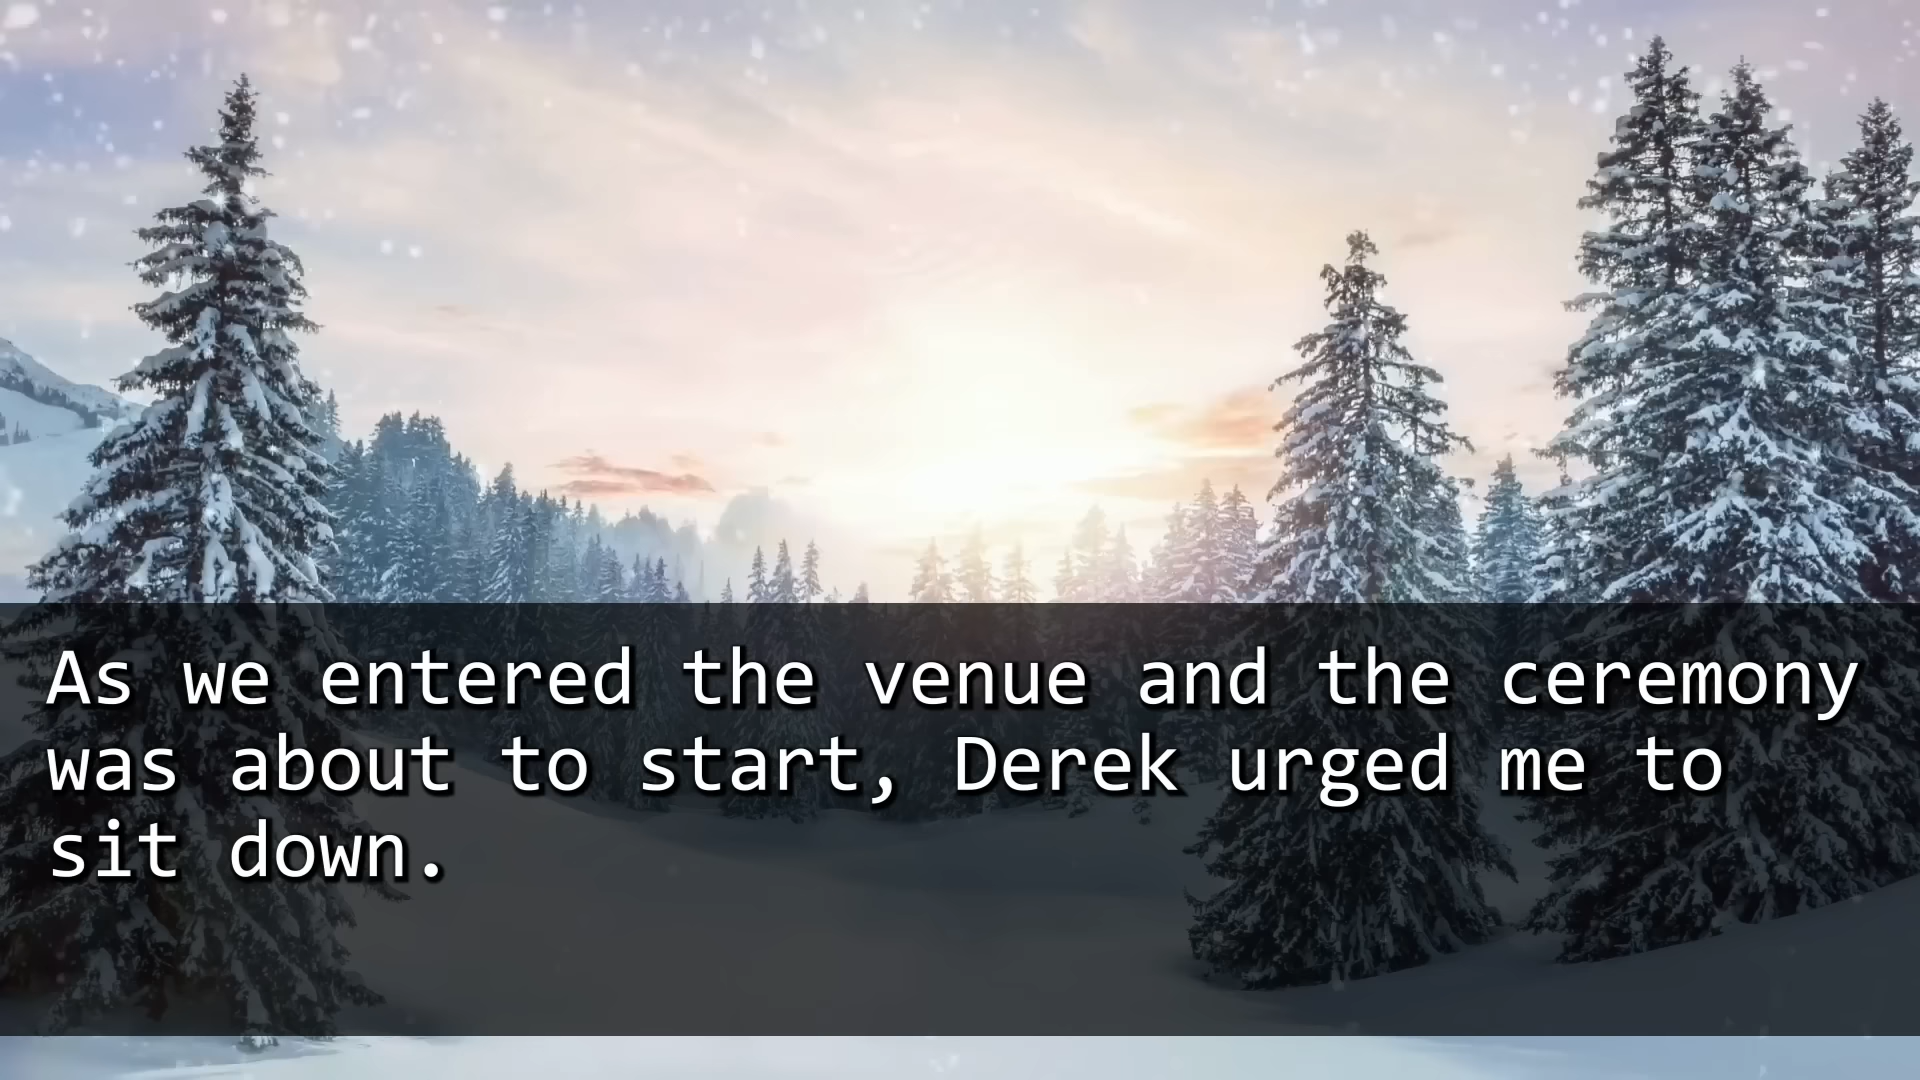 As we entered the venue and the ceremony
was about to start, Derek urged me to
sit down.